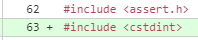 62 #include <assert.h>
63 + #include <cstdint>